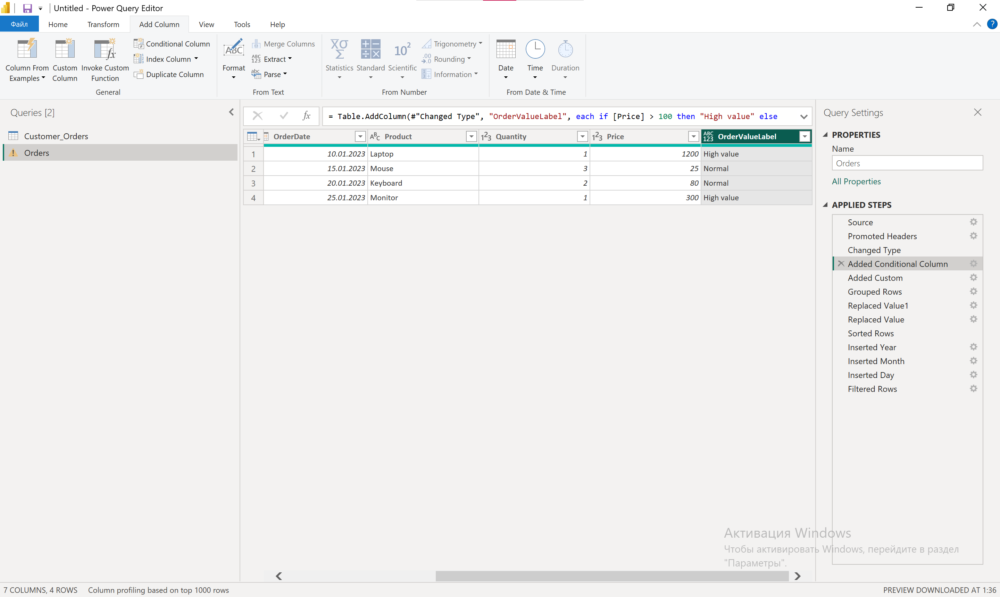 Untitled - Power Query Editor
Файл Home Transform Add Column View Tools Help ?
Column From Examples
Custom Column
Invoke Custom Function
Conditional Column
Index Column
Duplicate Column
General
Format
Merge Columns
Extract
Parse
From Text
Statistics
Standard
Scientific
Trigonometry
Rounding
Information
From Number
Date
Time
Duration
From Date & Time
Queries [2]
Customer_Orders
Orders
fx
= Table.AddColumn(#"Changed Type", "OrderValueLabel", each if [Price] > 100 then "High value" else
OrderDate ABC Product 123 Quantity 123 Price ABC 123 OrderValueLabel
1 10.01.2023 Laptop 1 1200 High value
2 15.01.2023 Mouse 3 25 Normal
3 20.01.2023 Keyboard 2 80 Normal
4 25.01.2023 Monitor 1 300 High value
Query Settings
PROPERTIES
Name
Orders
All Properties
APPLIED STEPS
Source
Promoted Headers
Changed Type
Added Conditional Column
Added Custom
Grouped Rows
Replaced Value1
Replaced Value
Sorted Rows
Inserted Year
Inserted Month
Inserted Day
Filtered Rows
Активация Windows
Чтобы активировать Windows, перейдите в раздел
"Параметры".
7 COLUMNS, 4 ROWS Column profiling based on top 1000 rows
PREVIEW DOWNLOADED AT 1:36